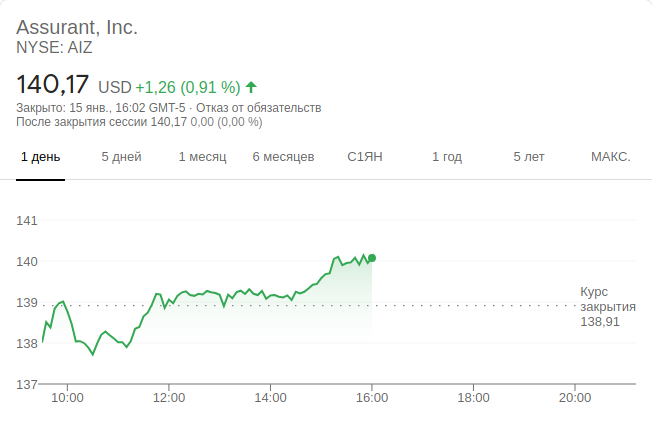 Assurant, Inc.
NYSE: AIZ
140,17 USD +1,26 (0,91 %)
Закрыто: 15 янв., 16:02 GMT-5 · Отказ от обязательств
После закрытия сессии 140,17 0,00 (0,00 %)
1 день 5 дней 1 месяц 6 месяцев С1ЯН 1 год 5 лет МАКС.
141
140
139
138
137
Курс
закрытия
138,91
10:00 12:00 14:00 16:00 18:00 20:00